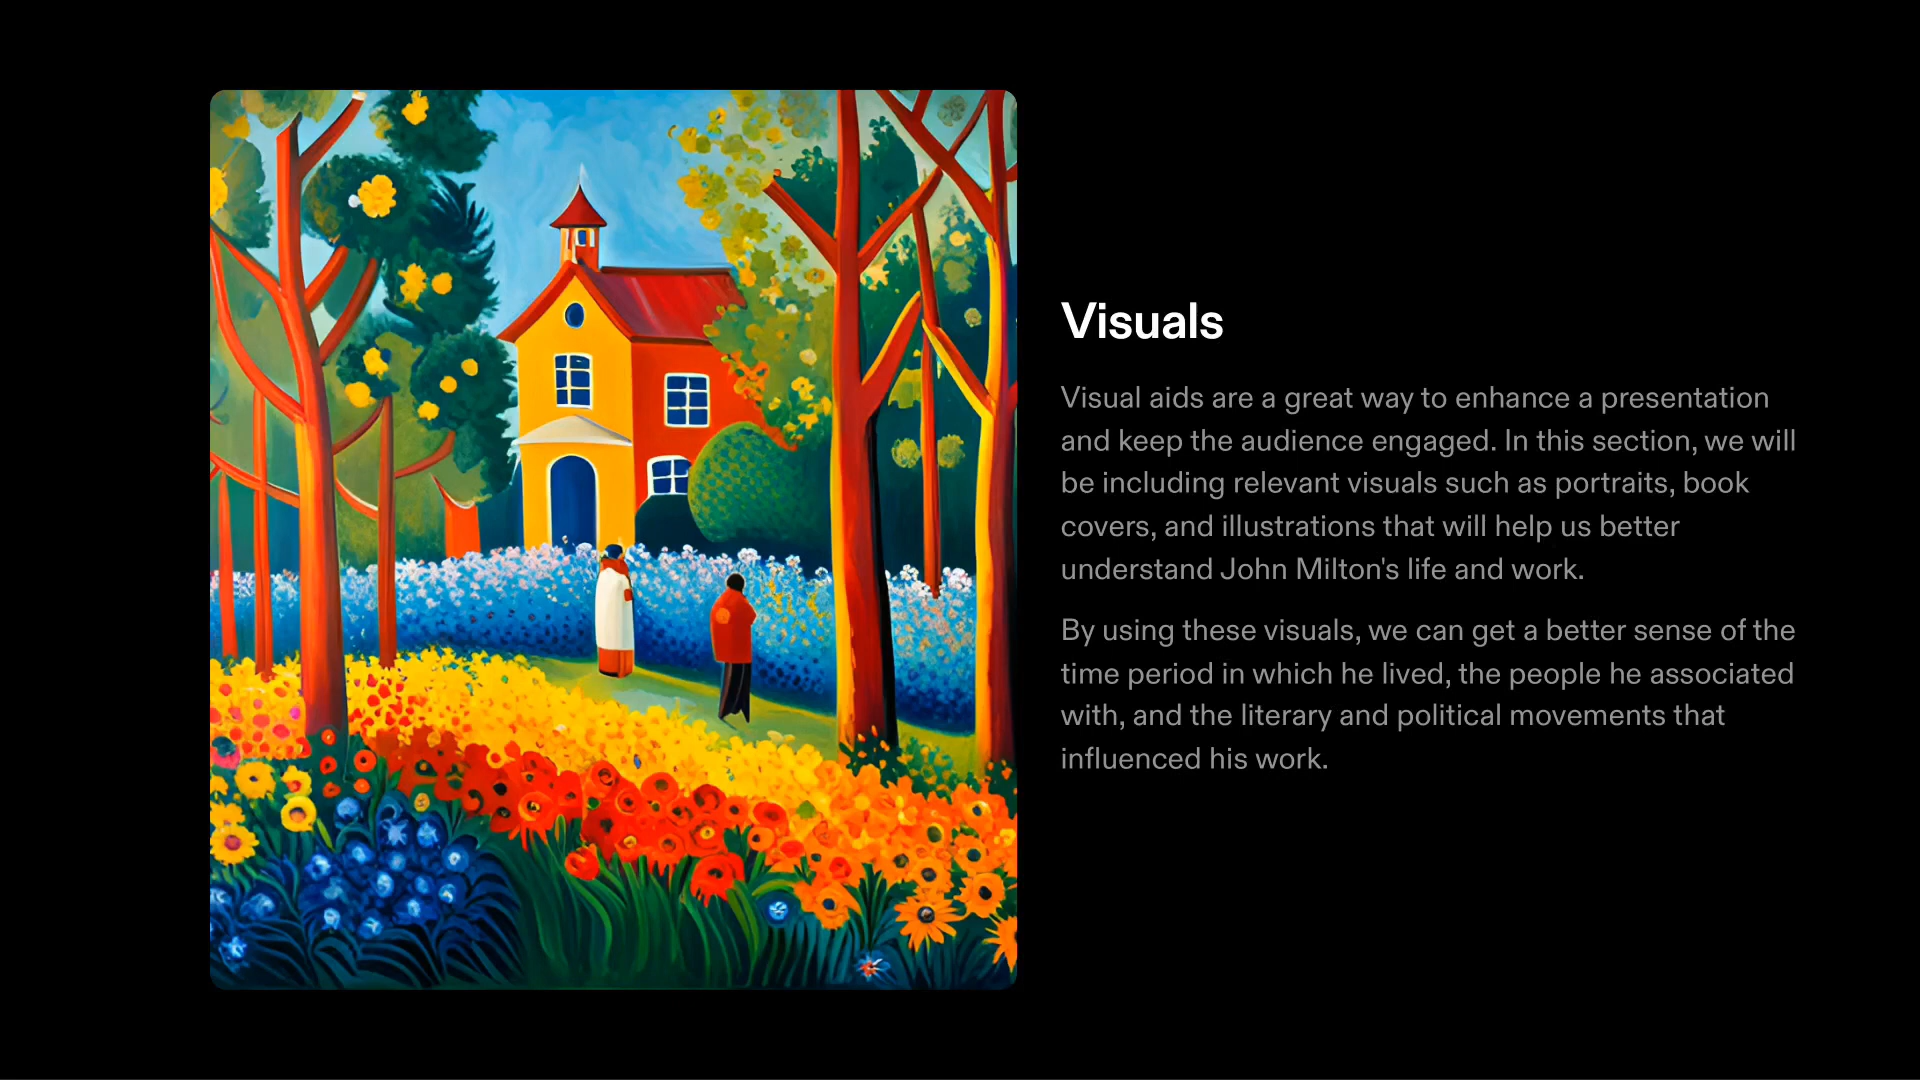 Visuals
Visual aids are a great way to enhance a presentation
and keep the audience engaged. In this section, we will
be including relevant visuals such as portraits, book
covers, and illustrations that will help us better
understand John Milton's life and work.
By using these visuals, we can get a better sense of the
time period in which he lived, the people he associated
with, and the literary and political movements that
influenced his work.